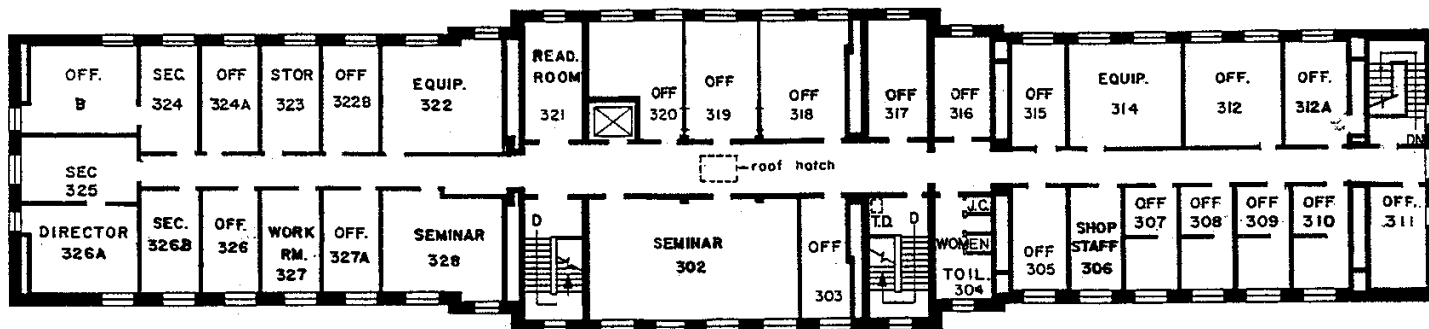 OFF.
B
SEC.
324
OFF
324A
STOR
323
OFF
322B
EQUIP.
322
READ.
ROOM
321
OFF
320
OFF
319
OFF
318
OFF
317
OFF
316
OFF
315
EQUIP.
314
OFF.
312
OFF.
312A
DN
roof hatch
SEC
325
DIRECTOR
326A
SEC.
326B
OFF.
326
WORK
RM.
327
OFF.
327A
SEMINAR
328
D
SEMINAR
302
OFF
303
T.D.
D
J.C.
WOMEN
TOIL.
304
OFF
305
SHOP
STAFF
306
OFF
307
OFF
308
OFF
309
OFF
310
OFF.
311